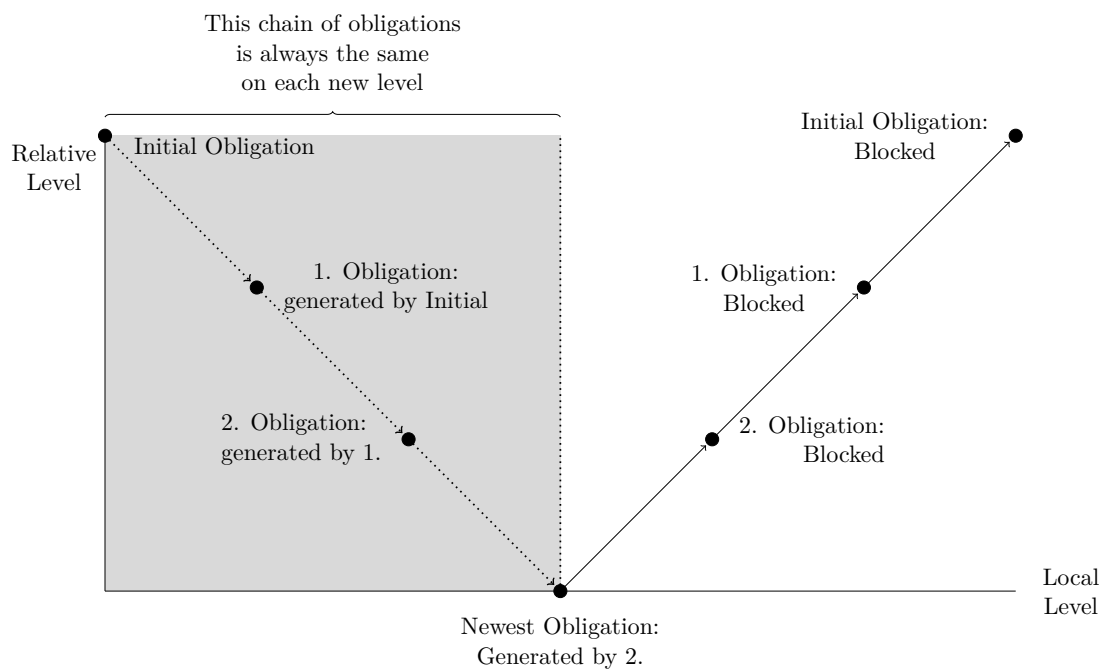 This chain of obligations
is always the same
on each new level
Relative
Level
Initial Obligation
Initial Obligation:
Blocked
1. Obligation:
generated by Initial
1. Obligation:
Blocked
2. Obligation:
generated by 1.
2. Obligation:
Blocked
Local
Level
Newest Obligation:
Generated by 2.